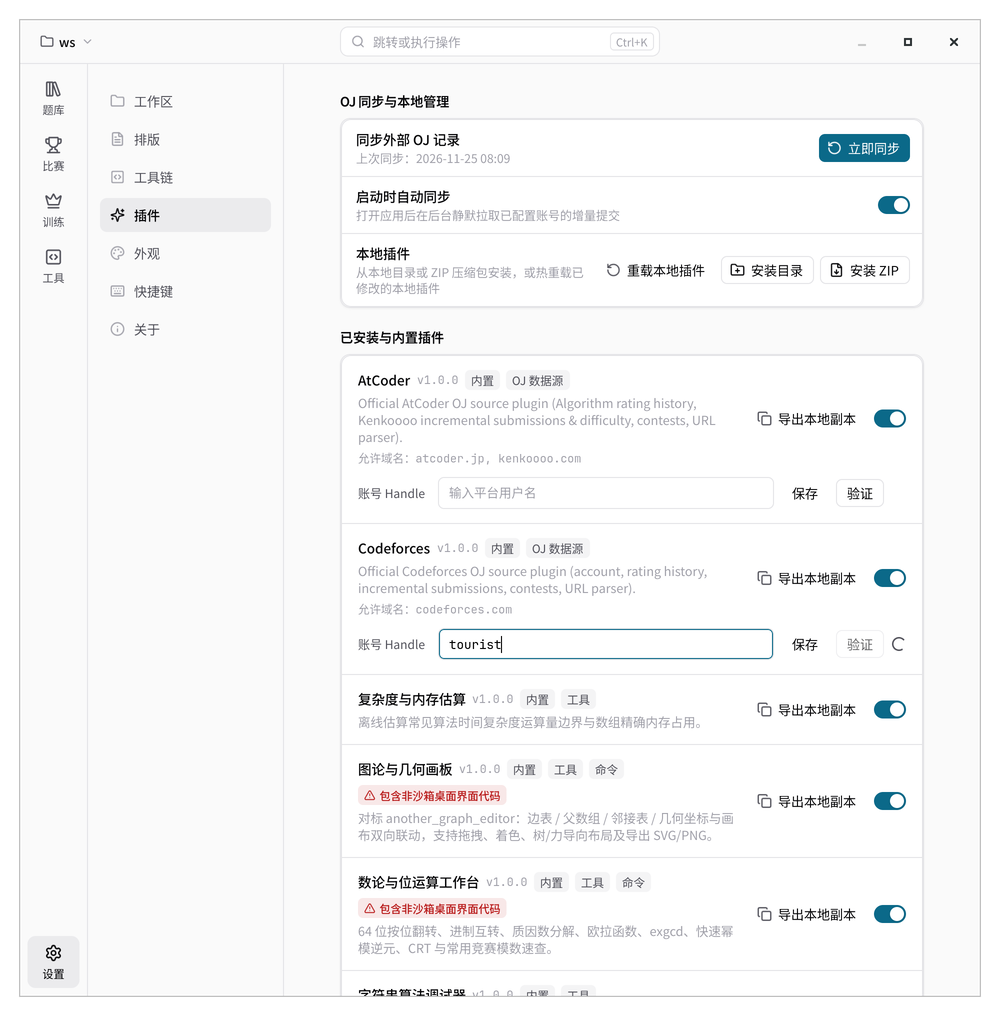 ws
跳转或执行操作
Ctrl+K
题库
比赛
训练
工具
设置
工作区
排版
工具链
插件
外观
快捷键
关于
OJ 同步与本地管理
同步外部 OJ 记录
上次同步：2026-11-25 08:09
立即同步
启动时自动同步
打开应用后在后台静默拉取已配置账号的增量提交
本地插件
从本地目录或 ZIP 压缩包安装，或热重载已
修改的本地插件
重载本地插件
安装目录
安装 ZIP
已安装与内置插件
AtCoder v1.0.0 内置 OJ 数据源
Official AtCoder OJ source plugin (Algorithm rating history,
Kenkoooo incremental submissions & difficulty, contests, URL
parser).
允许域名：atcoder.jp, kenkoooo.com
导出本地副本
账号 Handle 输入平台用户名 保存 验证
Codeforces v1.0.0 内置 OJ 数据源
Official Codeforces OJ source plugin (account, rating history,
incremental submissions, contests, URL parser).
允许域名：codeforces.com
导出本地副本
账号 Handle tourist 保存 验证
复杂度与内存估算 v1.0.0 内置 工具
离线估算常见算法时间复杂度运算量边界与数组精确内存占用。
导出本地副本
图论与几何画板 v1.0.0 内置 工具 命令
包含非沙箱桌面界面代码
对标 another_graph_editor：边表 / 父数组 / 邻接表 / 几何坐标与画
布双向联动，支持拖拽、着色、树/力导向布局及导出 SVG/PNG。
导出本地副本
数论与位运算工作台 v1.0.0 内置 工具 命令
包含非沙箱桌面界面代码
64 位按位翻转、进制互转、质因数分解、欧拉函数、exgcd、快速幂
模逆元、CRT 与常用竞赛模数速查。
导出本地副本
字符串算法调试器 v1.0.0 内置 工具